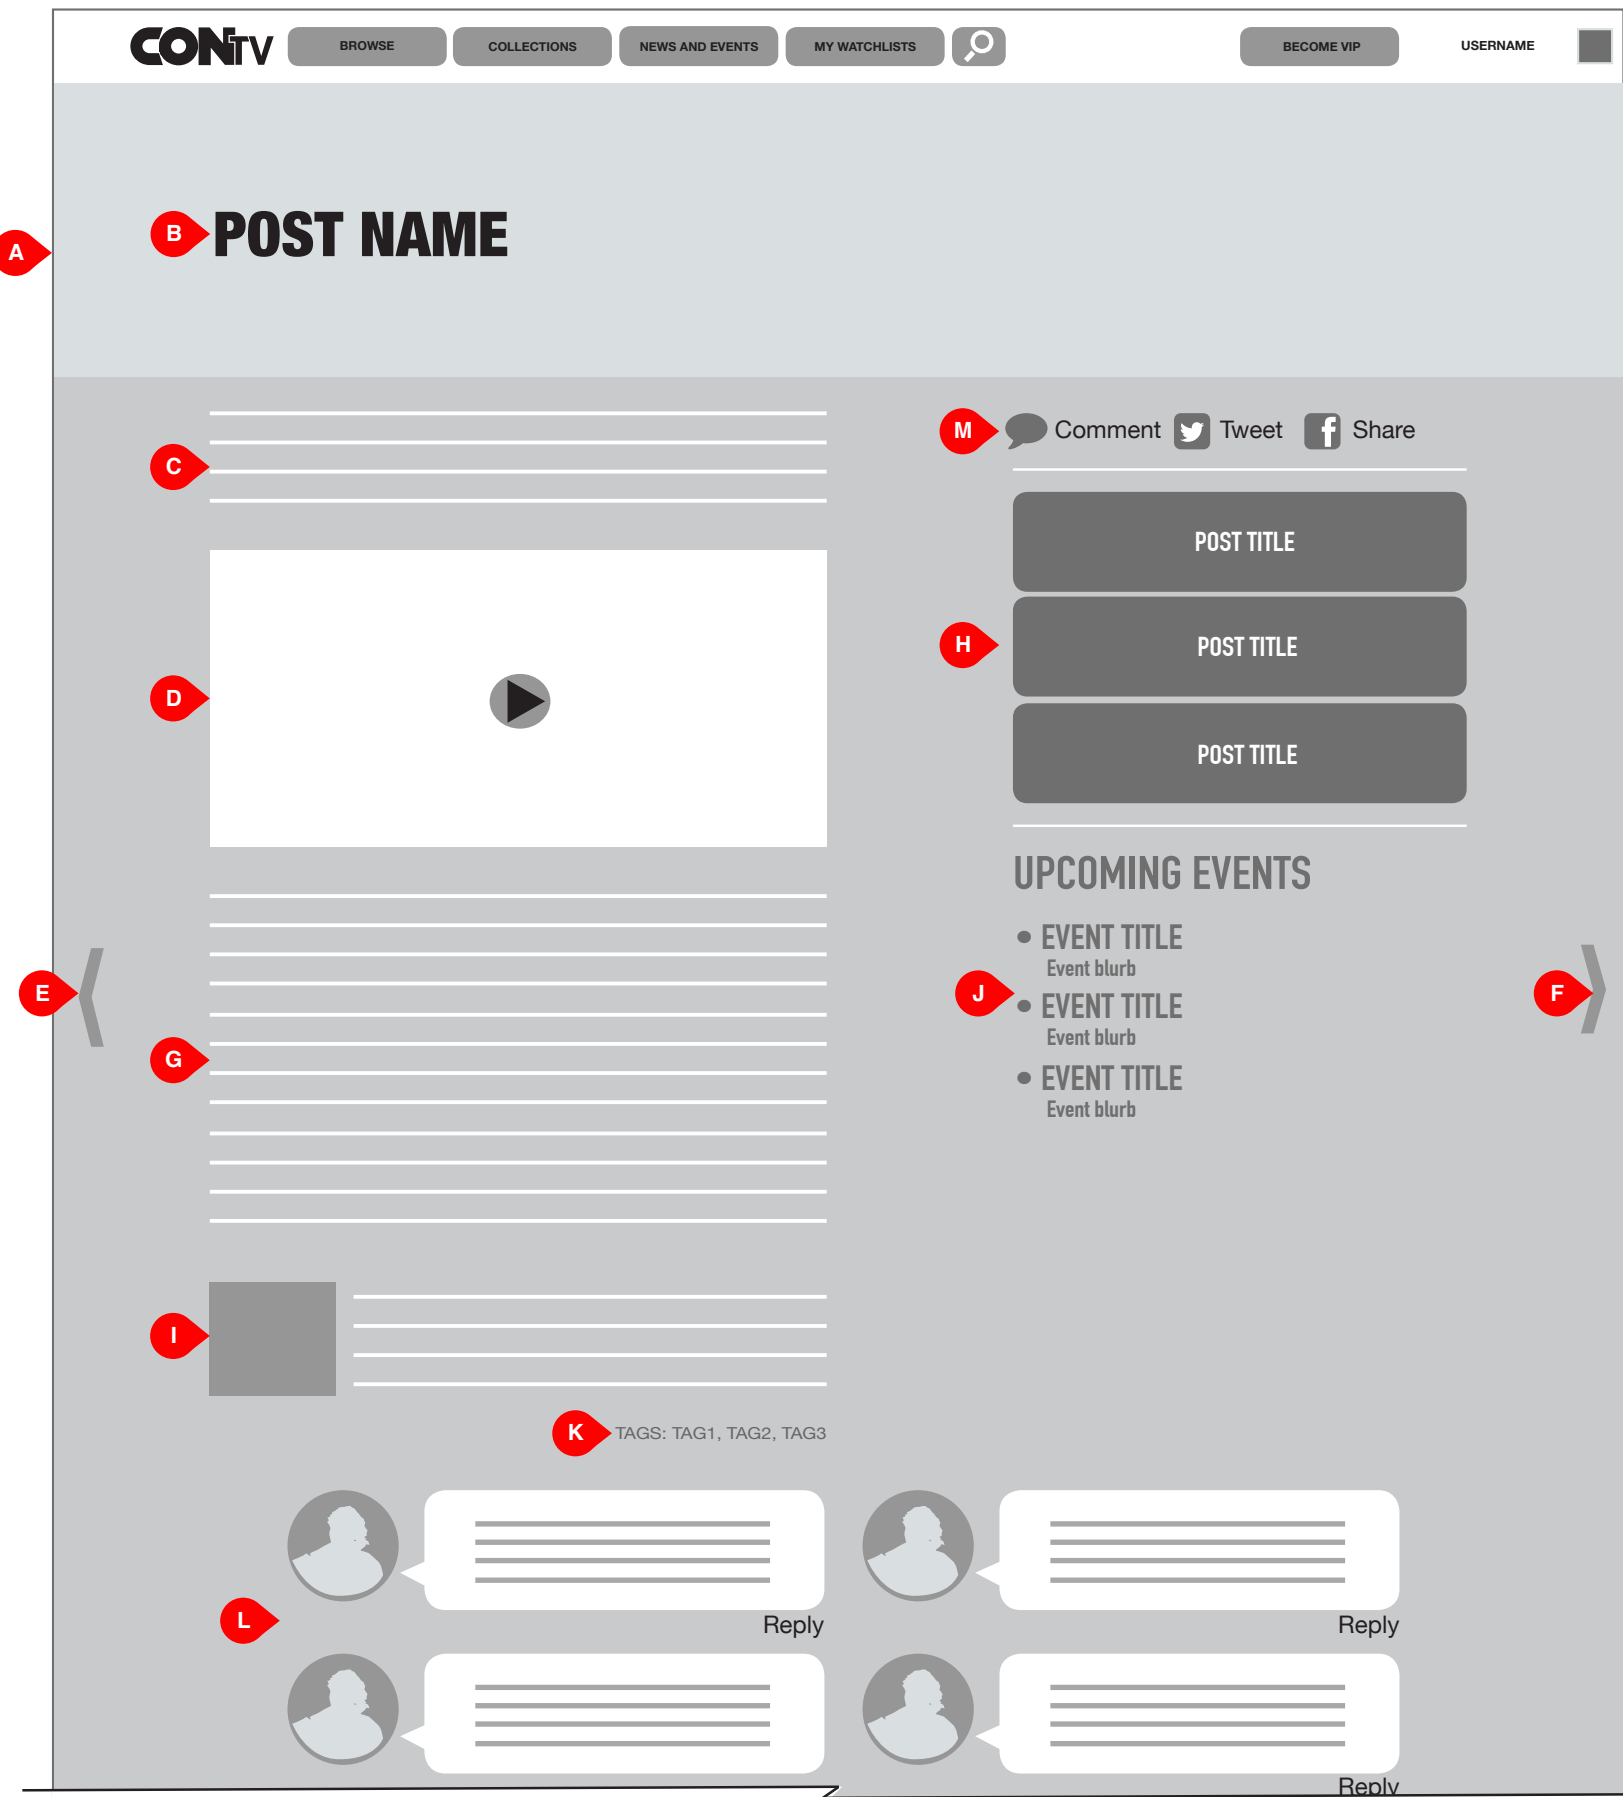 CONTV BROWSE COLLECTIONS NEWS AND EVENTS MY WATCHLISTS BECOME VIP USERNAME
A
B POST NAME
C
M Comment Tweet Share
POST TITLE
H POST TITLE
D
POST TITLE
UPCOMING EVENTS
• EVENT TITLE
Event blurb
E
J
F
• EVENT TITLE
Event blurb
G
• EVENT TITLE
Event blurb
I
K TAGS: TAG1, TAG2, TAG3
L
Reply
Reply
Reply